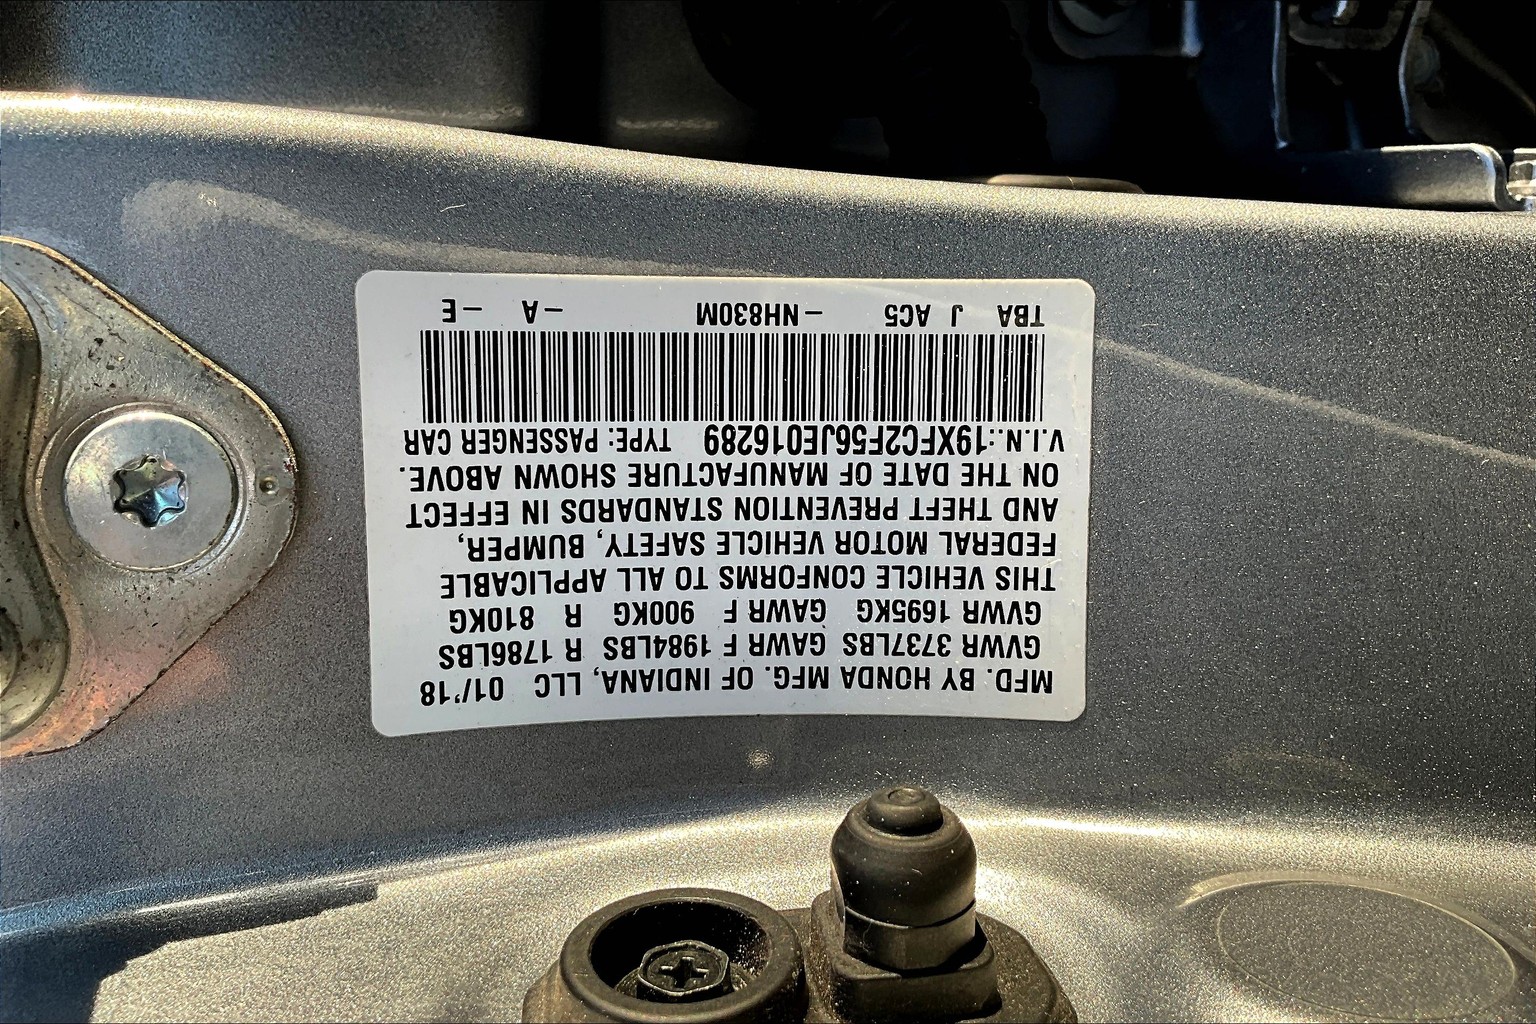 MFD. BY HONDA MFG. OF INDIANA, LLC 01/'18
GVWR 3737LBS GAWR F 1984LBS R 1786LBS
GVWR 1695KG GAWR F 900KG R 810KG
THIS VEHICLE CONFORMS TO ALL APPLICABLE
FEDERAL MOTOR VEHICLE SAFETY, BUMPER,
AND THEFT PREVENTION STANDARDS IN EFFECT
ON THE DATE OF MANUFACTURE SHOWN ABOVE.
V.I.N.:19XFC2F56JE016289 TYPE: PASSENGER CAR
TBA J AC5 –NH830M –A –E